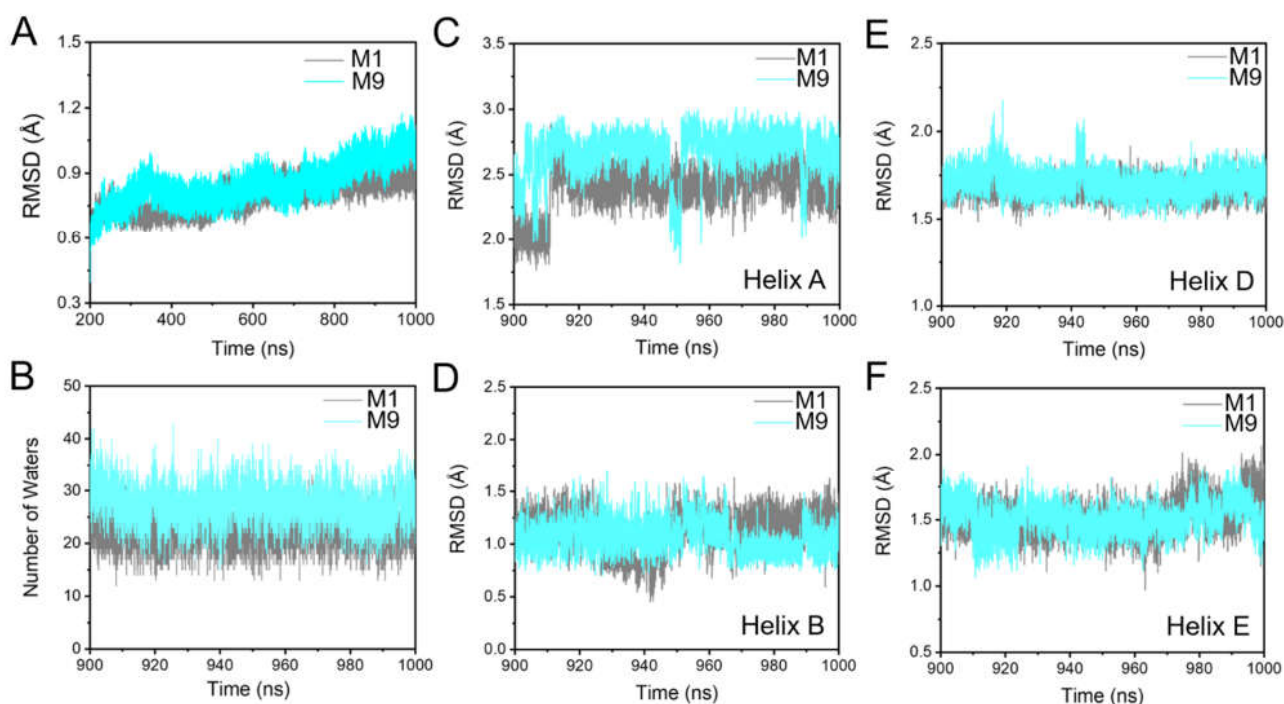 A
RMSD (Å)
1.5
1.2
0.9
0.6
0.3
M1
M9
200 400 600 800 1000
Time (ns)
C
RMSD (Å)
3.5
3.0
2.5
2.0
1.5
M1
M9
Helix A
900 920 940 960 980 1000
Time (ns)
E
RMSD (Å)
2.5
2.0
1.5
1.0
M1
M9
Helix D
900 920 940 960 980 1000
Time (ns)
B
Number of Waters
50
40
30
20
10
0
M1
M9
900 920 940 960 980 1000
Time (ns)
D
RMSD (Å)
2.5
2.0
1.5
1.0
0.5
0.0
M1
M9
Helix B
900 920 940 960 980 1000
Time (ns)
F
RMSD (Å)
2.5
2.0
1.5
1.0
0.5
M1
M9
Helix E
900 920 940 960 980 1000
Time (ns)